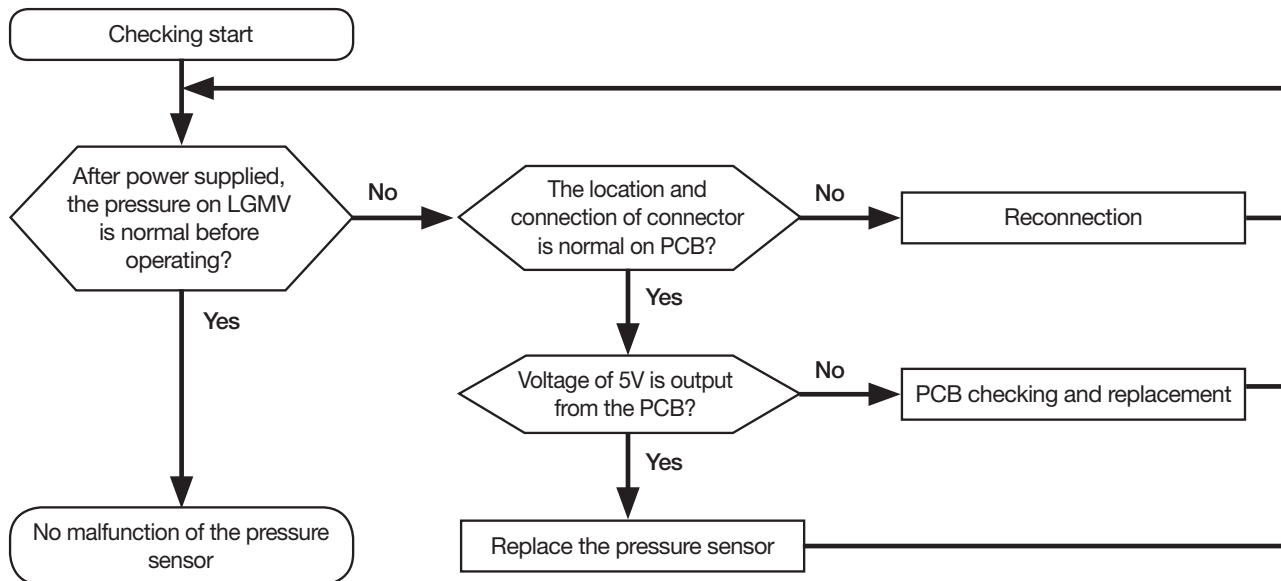 Checking start
After power supplied,
the pressure on LGMV
is normal before
operating?
No
The location and
connection of connector
is normal on PCB?
No
Reconnection
Yes
Yes
Voltage of 5V is output
from the PCB?
No
PCB checking and replacement
Yes
No malfunction of the pressure
sensor
Replace the pressure sensor